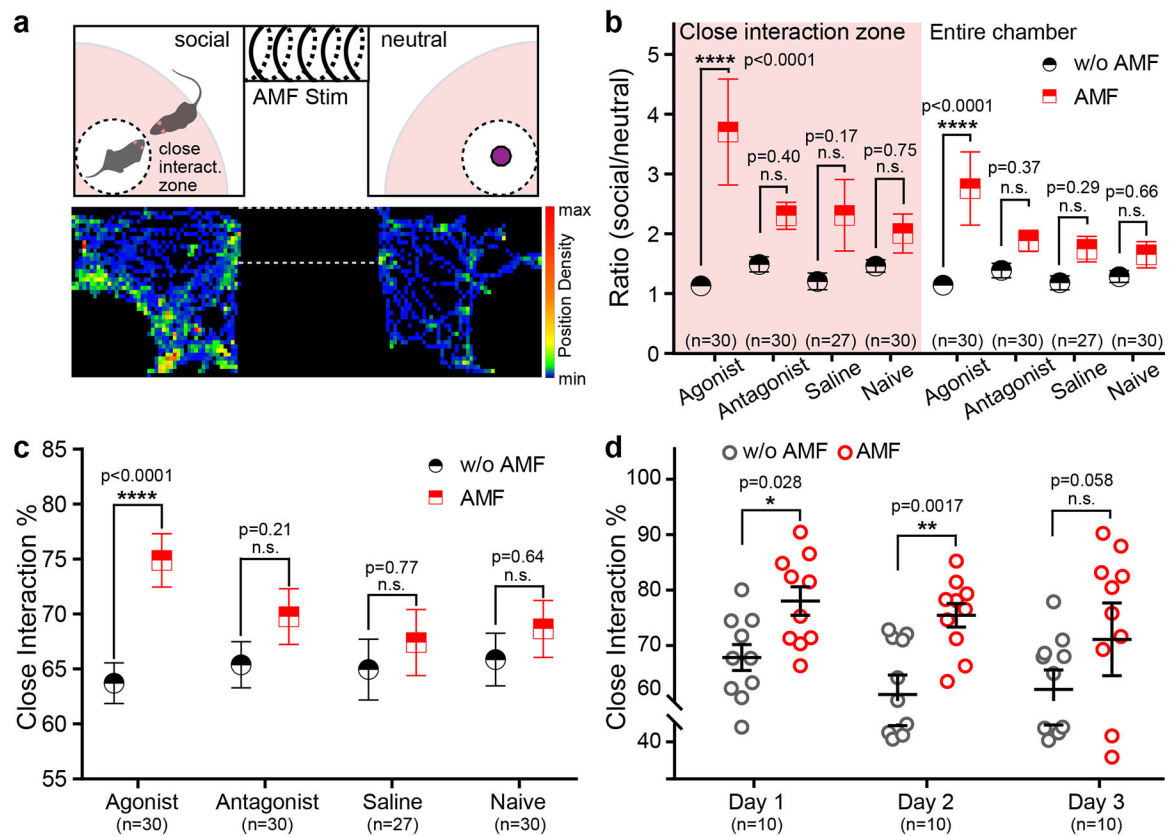 a
social
neutral
AMF Stim
close
interact.
zone
max
Position Density
min
b
Close interaction zone
Entire chamber
w/o AMF
AMF
Ratio (social/neutral)
5
4
3
2
1
0
****
p<0.0001
p=0.40
n.s.
p=0.17
n.s.
p=0.75
n.s.
p<0.0001
****
p=0.37
n.s.
p=0.29
n.s.
p=0.66
n.s.
(n=30)
(n=30)
(n=27)
(n=30)
(n=30)
(n=30)
(n=27)
(n=30)
Agonist
Antagonist
Saline
Naive
Agonist
Antagonist
Saline
Naive
c
Close Interaction %
85
80
75
70
65
60
55
w/o AMF
AMF
p<0.0001
****
p=0.21
n.s.
p=0.77
n.s.
p=0.64
n.s.
Agonist
(n=30)
Antagonist
(n=30)
Saline
(n=27)
Naive
(n=30)
d
w/o AMF
AMF
Close Interaction %
100
90
80
70
60
40
p=0.028
*
p=0.0017
**
p=0.058
n.s.
Day 1
(n=10)
Day 2
(n=10)
Day 3
(n=10)